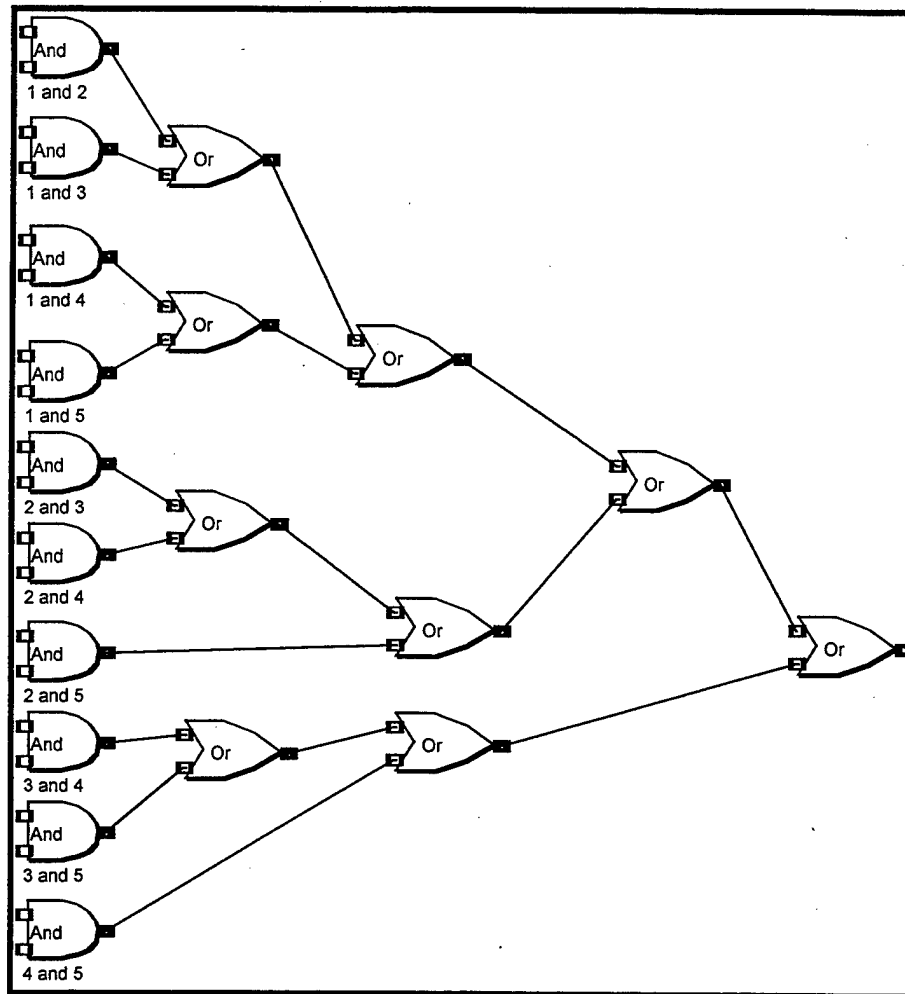 And
1 and 2
And
1 and 3
Or
And
1 and 4
Or
Or
And
1 and 5
And
2 and 3
Or
Or
And
2 and 4
And
2 and 5
Or
Or
And
3 and 4
Or
Or
And
3 and 5
And
4 and 5